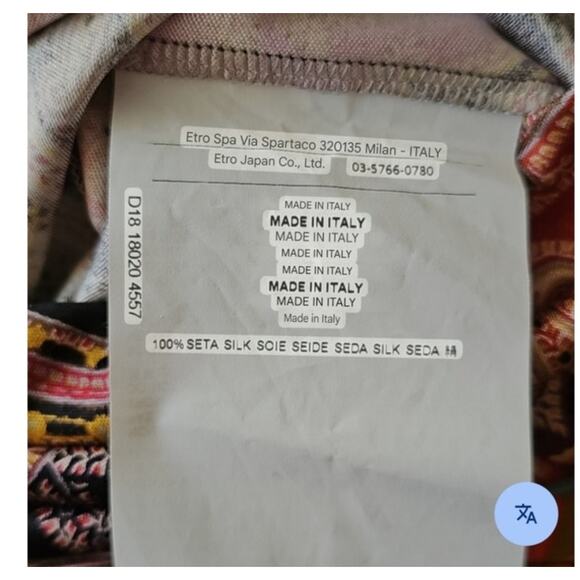 Etro Spa Via Spartaco 320135 Milan - ITALY
Etro Japan Co., Ltd. 03-5766-0780
MADE IN ITALY
MADE IN ITALY
MADE IN ITALY
MADE IN ITALY
MADE IN ITALY
MADE IN ITALY
MADE IN ITALY
Made in Italy
100% SETA SILK SOIE SEIDE SEDA SILK SEDA 絹
D18 18020 4557